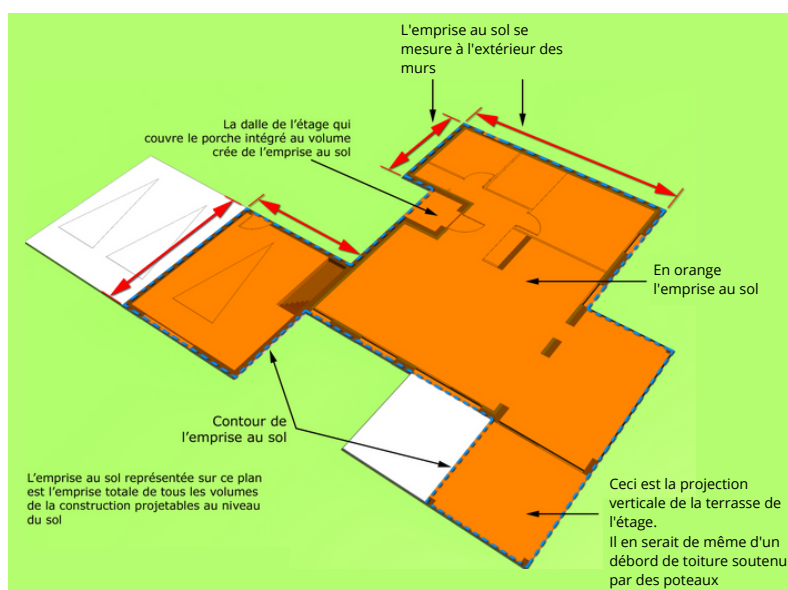 L'emprise au sol se
mesure à l'extérieur des
murs
La dalle de l'étage qui
couvre le porche intégré au volume
crée de l'emprise au sol
En orange
l'emprise au sol
Contour de
l'emprise au sol
L'emprise au sol représentée sur ce plan
est l'emprise totale de tous les volumes
de la construction projetables au niveau
du sol
Ceci est la projection
verticale de la terrasse de
l'étage.
Il en serait de même d'un
débord de toiture soutenu
par des poteaux